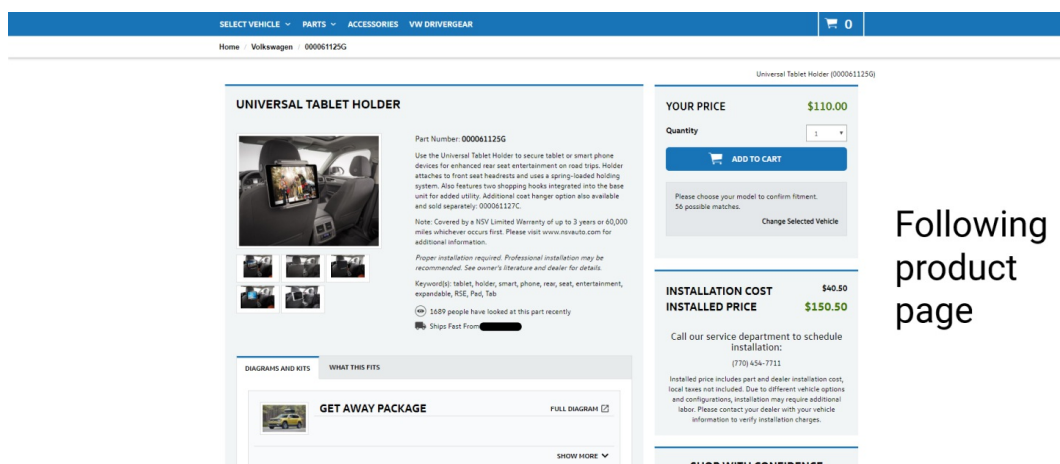 SELECT VEHICLE PARTS ACCESSORIES VW DRIVERGEAR 0
Home / Volkswagen / 000061125G
Universal Tablet Holder (000061125G)
UNIVERSAL TABLET HOLDER
Part Number: 000061125G
Use the Universal Tablet Holder to secure tablet or smart phone
devices for enhanced rear seat entertainment on road trips. Holder
attaches to front seat headrests and uses a spring-loaded holding
system. Also features two shopping hooks integrated into the base
unit for added utility. Additional coat hanger option also available
and sold separately: 000061127C.
Note: Covered by a NSV Limited Warranty of up to 3 years or 60,000
miles whichever occurs first. Please visit www.nsvauto.com for
additional information.
Proper installation required. Professional installation may be
recommended. See owner's literature and dealer for details.
Keyword(s): tablet, holder, smart, phone, rear, seat, entertainment,
expandable, RSE, Pad, Tab
1689 people have looked at this part recently
Ships Fast From
DIAGRAMS AND KITS WHAT THIS FITS
GET AWAY PACKAGE FULL DIAGRAM
SHOW MORE
YOUR PRICE $110.00
Quantity 1
ADD TO CART
Please choose your model to confirm fitment.
56 possible matches.
Change Selected Vehicle
INSTALLATION COST $40.50
INSTALLED PRICE $150.50
Call our service department to schedule
installation:
(770) 454-7711
Installed price includes part and dealer installation cost,
local taxes not included. Due to different vehicle options
and configurations, installation may require additional
labor. Please contact your dealer with your vehicle
information to verify installation charges.
SHOP WITH CONFIDENCE
Following
product
page